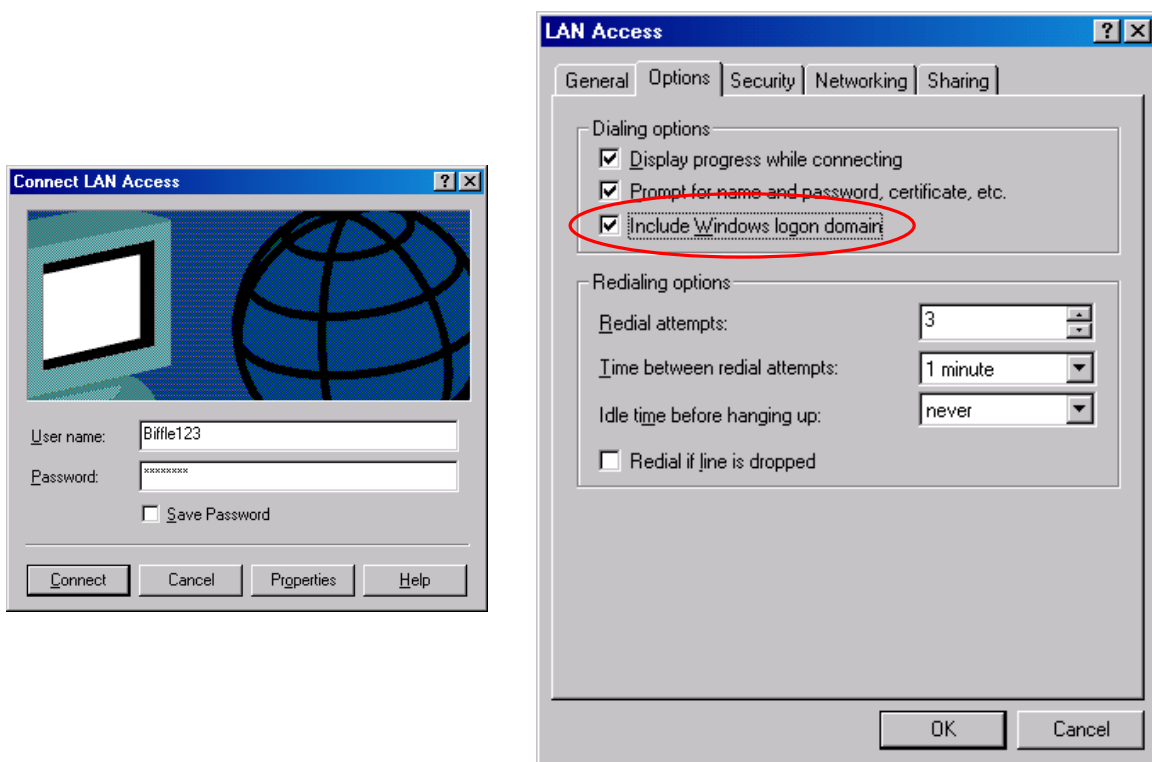 Connect LAN Access
User name:
Biffle123
Password:
********
Save Password
Connect
Cancel
Properties
Help
LAN Access
General
Options
Security
Networking
Sharing
Dialing options
Display progress while connecting
Prompt for name and password, certificate, etc.
Include Windows logon domain
Redialing options
Redial attempts:
3
Time between redial attempts:
1 minute
Idle time before hanging up:
never
Redial if line is dropped
OK
Cancel